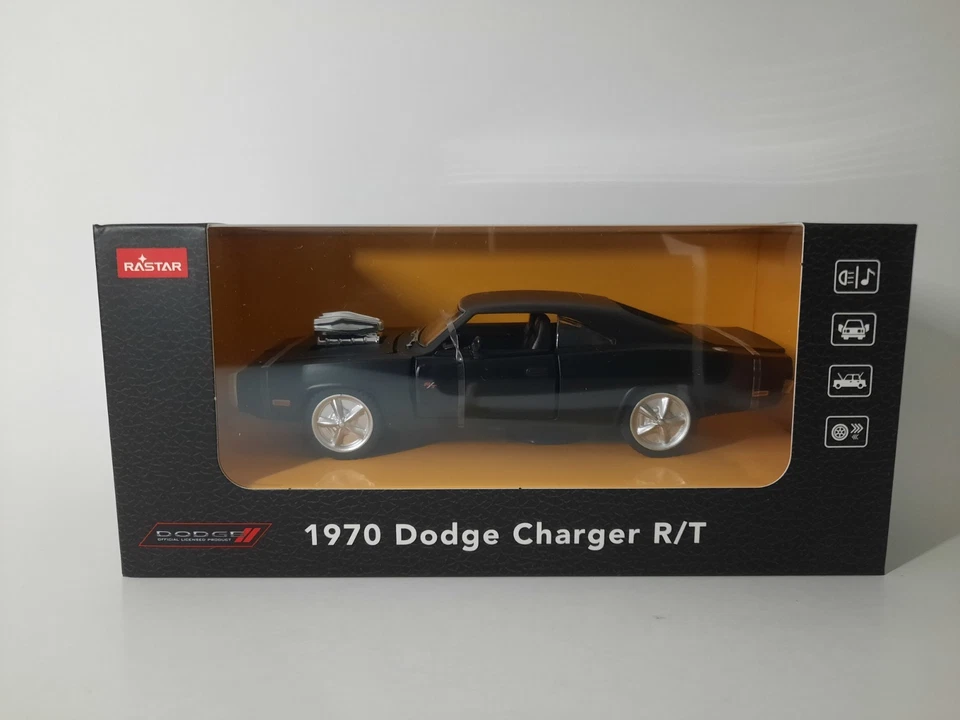 RASTAR
DODGE
OFFICIAL LICENSED PRODUCT
1970 Dodge Charger R/T